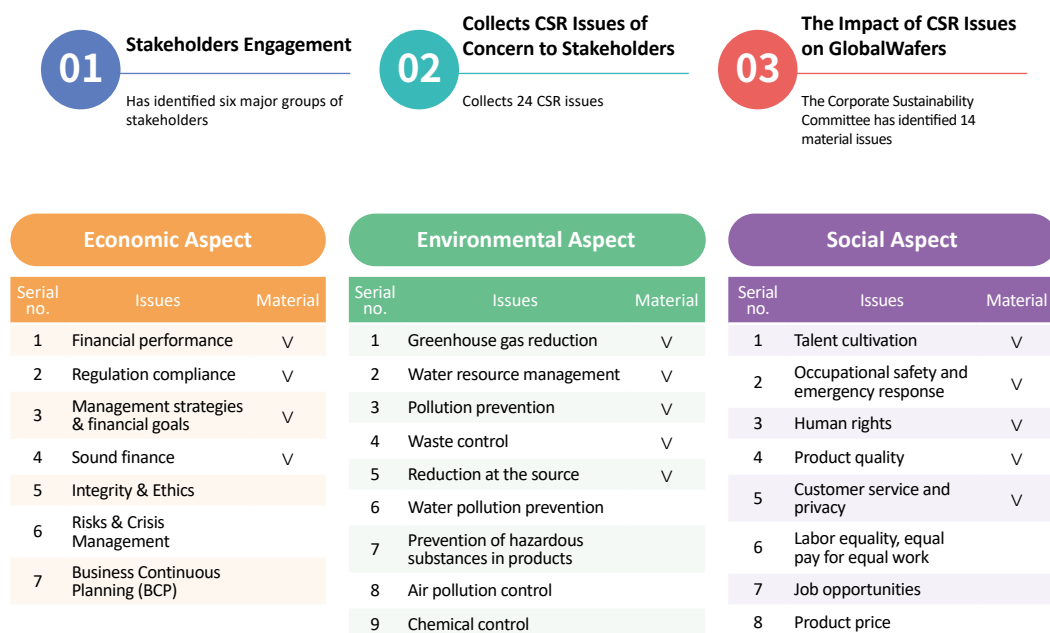 01
Stakeholders Engagement
Has identified six major groups of
stakeholders
02
Collects CSR Issues of
Concern to Stakeholders
Collects 24 CSR issues
03
The Impact of CSR Issues
on GlobalWafers
The Corporate Sustainability
Committee has identified 14
material issues
Economic Aspect
Serial no. Issues Material
1 Financial performance V
2 Regulation compliance V
3 Management strategies & financial goals V
4 Sound finance V
5 Integrity & Ethics
6 Risks & Crisis Management
7 Business Continuous Planning (BCP)
Environmental Aspect
Serial no. Issues Material
1 Greenhouse gas reduction V
2 Water resource management V
3 Pollution prevention V
4 Waste control V
5 Reduction at the source V
6 Water pollution prevention
7 Prevention of hazardous substances in products
8 Air pollution control
9 Chemical control
Social Aspect
Serial no. Issues Material
1 Talent cultivation V
2 Occupational safety and emergency response V
3 Human rights V
4 Product quality V
5 Customer service and privacy V
6 Labor equality, equal pay for equal work
7 Job opportunities
8 Product price